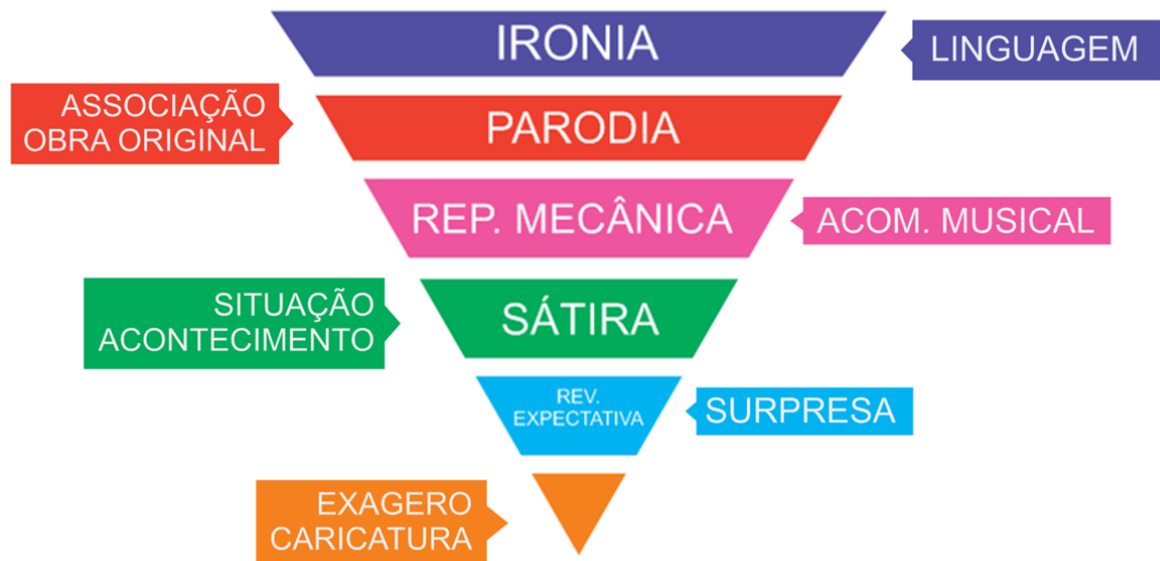 IRONIA
LINGUAGEM
ASSOCIAÇÃO
OBRA ORIGINAL
PARODIA
REP. MECÂNICA
ACOM. MUSICAL
SITUAÇÃO
ACONTECIMENTO
SÁTIRA
REV.
EXPECTATIVA
SURPRESA
EXAGERO
CARICATURA